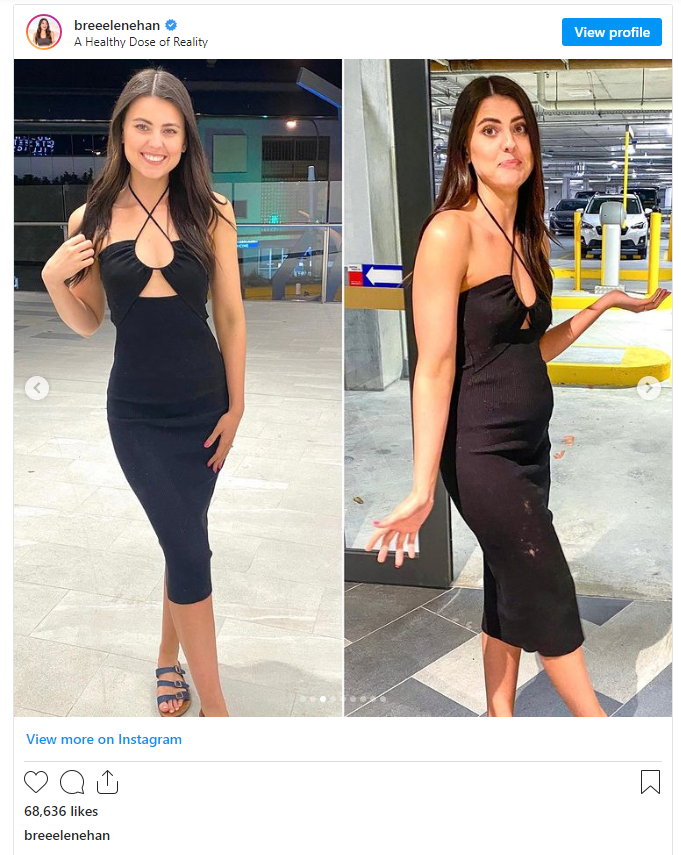 breeelenehan
A Healthy Dose of Reality
View profile
View more on Instagram
68,636 likes
breeelenehan